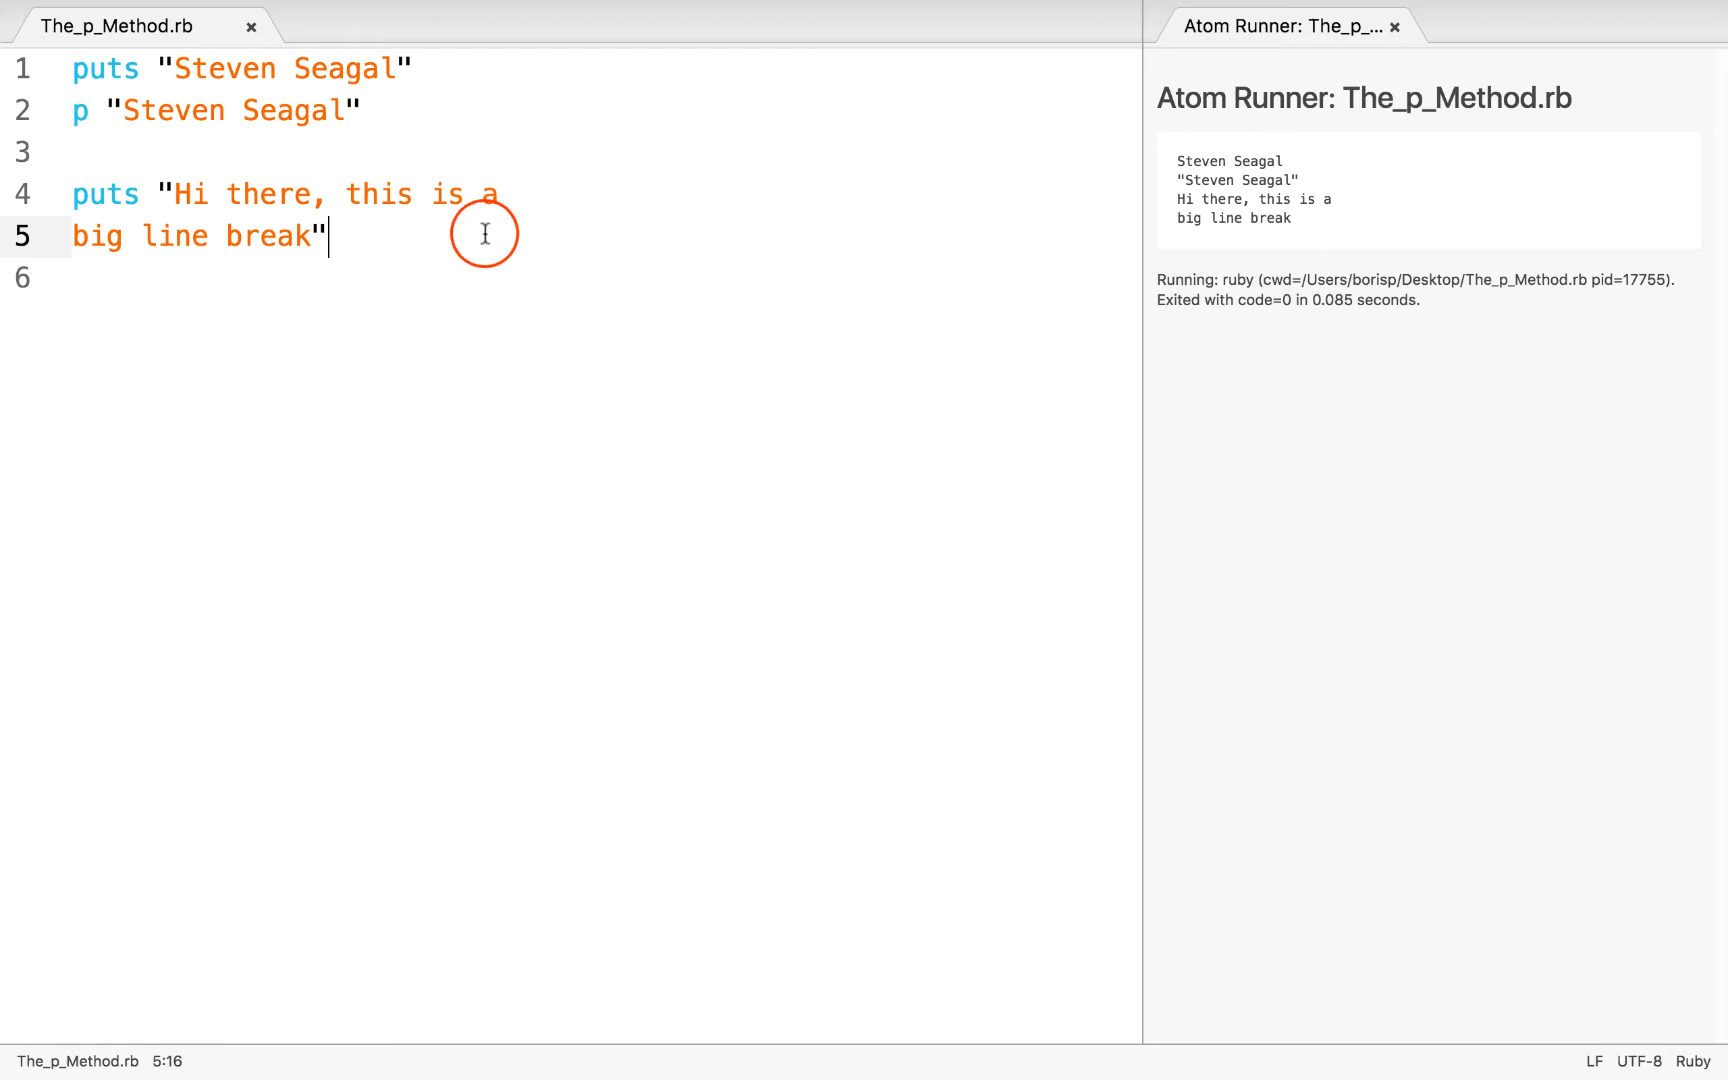 The_p_Method.rb ×
Atom Runner: The_p_... ×
1 puts "Steven Seagal"
2 p "Steven Seagal"
3
4 puts "Hi there, this is a
5 big line break"
6
Atom Runner: The_p_Method.rb
Steven Seagal
"Steven Seagal"
Hi there, this is a
big line break
Running: ruby (cwd=/Users/borisp/Desktop/The_p_Method.rb pid=17755).
Exited with code=0 in 0.085 seconds.
The_p_Method.rb 5:16
LF UTF-8 Ruby